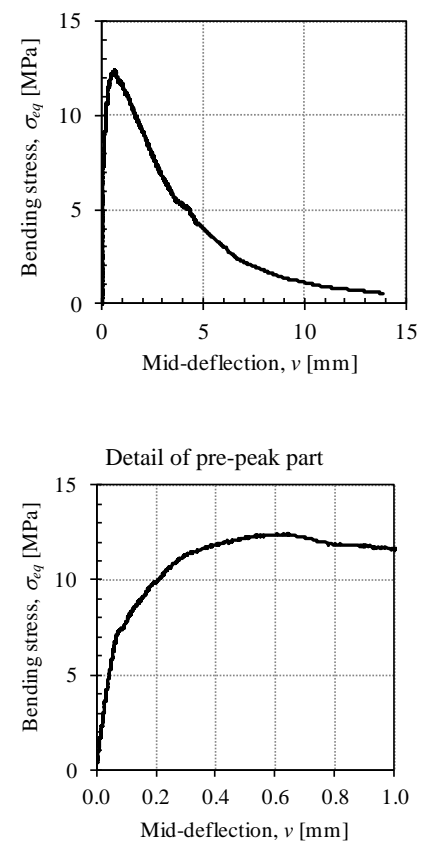 15
10
5
0
Bending stress, σeq [MPa]
0 5 10 15
Mid-deflection, v [mm]
Detail of pre-peak part
15
10
5
0
Bending stress, σeq [MPa]
0.0 0.2 0.4 0.6 0.8 1.0
Mid-deflection, v [mm]